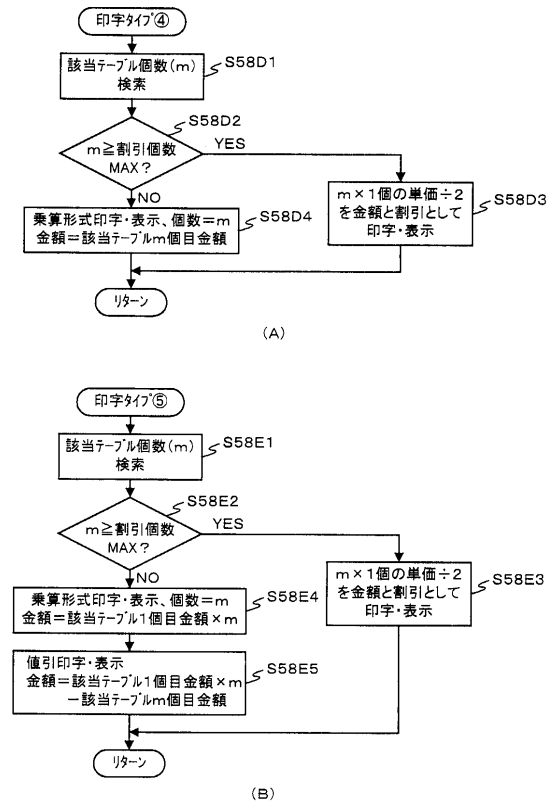 印字タイプ④
該当テーブル個数(m)
検索
S58D1
S58D2
m≧割引個数
MAX?
YES
NO
m×1個の単価÷2
を金額と割引として
印字・表示
S58D3
乗算形式印字・表示、個数=m
金額=該当テーブルm個目金額
S58D4
リターン
(A)
印字タイプ⑤
該当テーブル個数(m)
検索
S58E1
S58E2
m≧割引個数
MAX?
YES
NO
m×1個の単価÷2
を金額と割引として
印字・表示
S58E3
乗算形式印字・表示、個数=m
金額=該当テーブル1個目金額×m
S58E4
値引印字・表示
金額=該当テーブル1個目金額×m
-該当テーブルm個目金額
S58E5
リターン
(B)